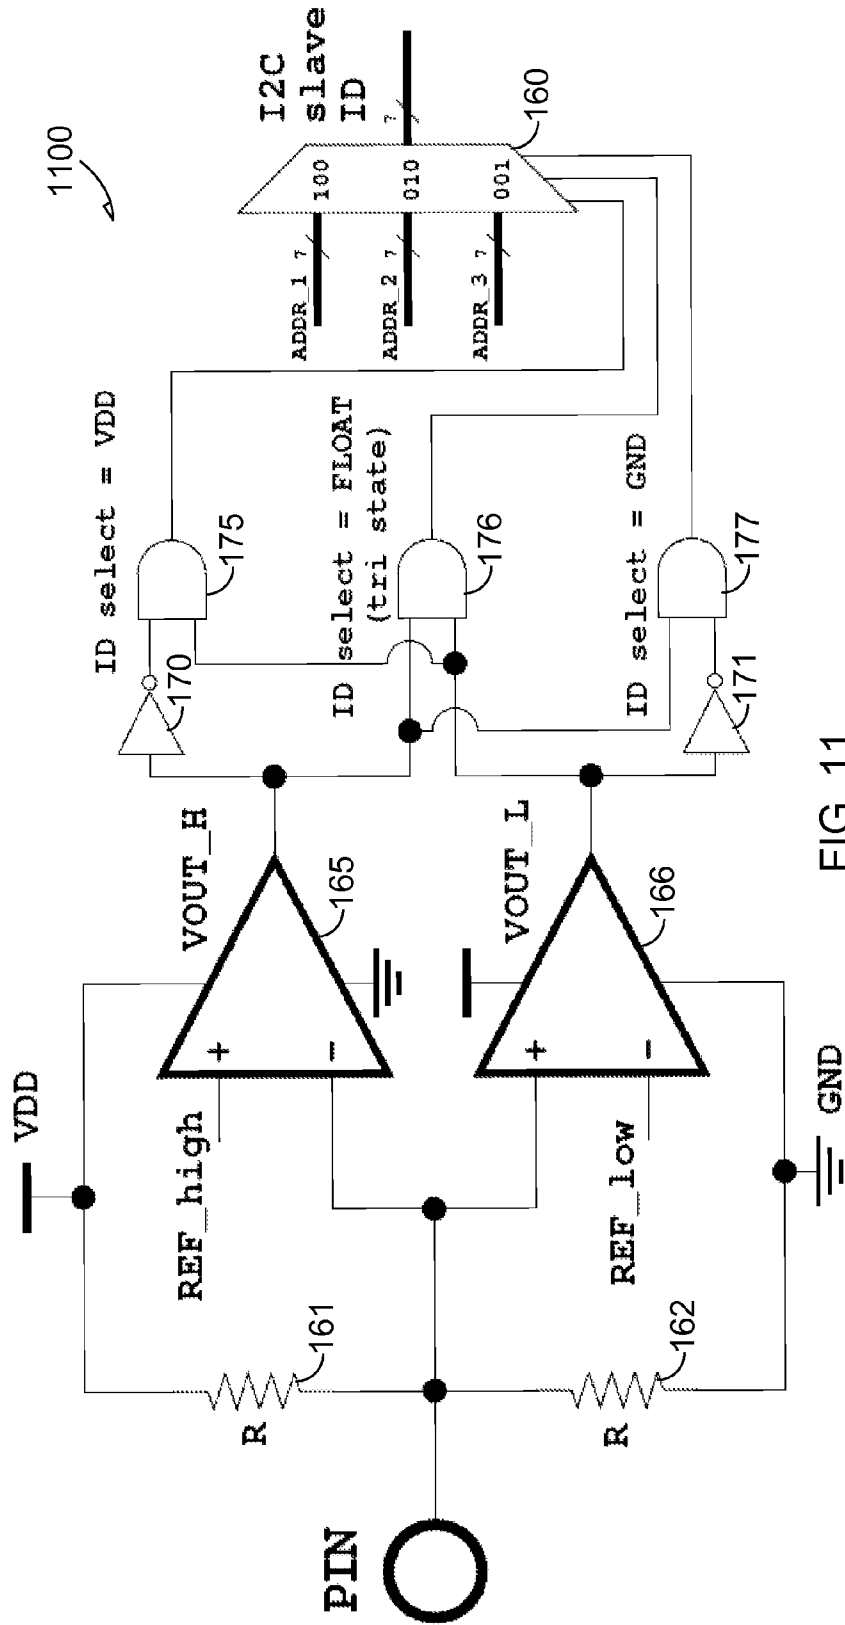 1100
VDD
PIN
R
161
R
162
REF_high
+
−
165
VOUT_H
REF_low
+
−
166
VOUT_L
GND
170
171
ID select = VDD
175
ID select = FLOAT
(tri state)
176
ID select = GND
177
ADDR_1
7
100
ADDR_2
7
010
ADDR_3
7
001
160
I2C
slave
ID
7
FIG. 11